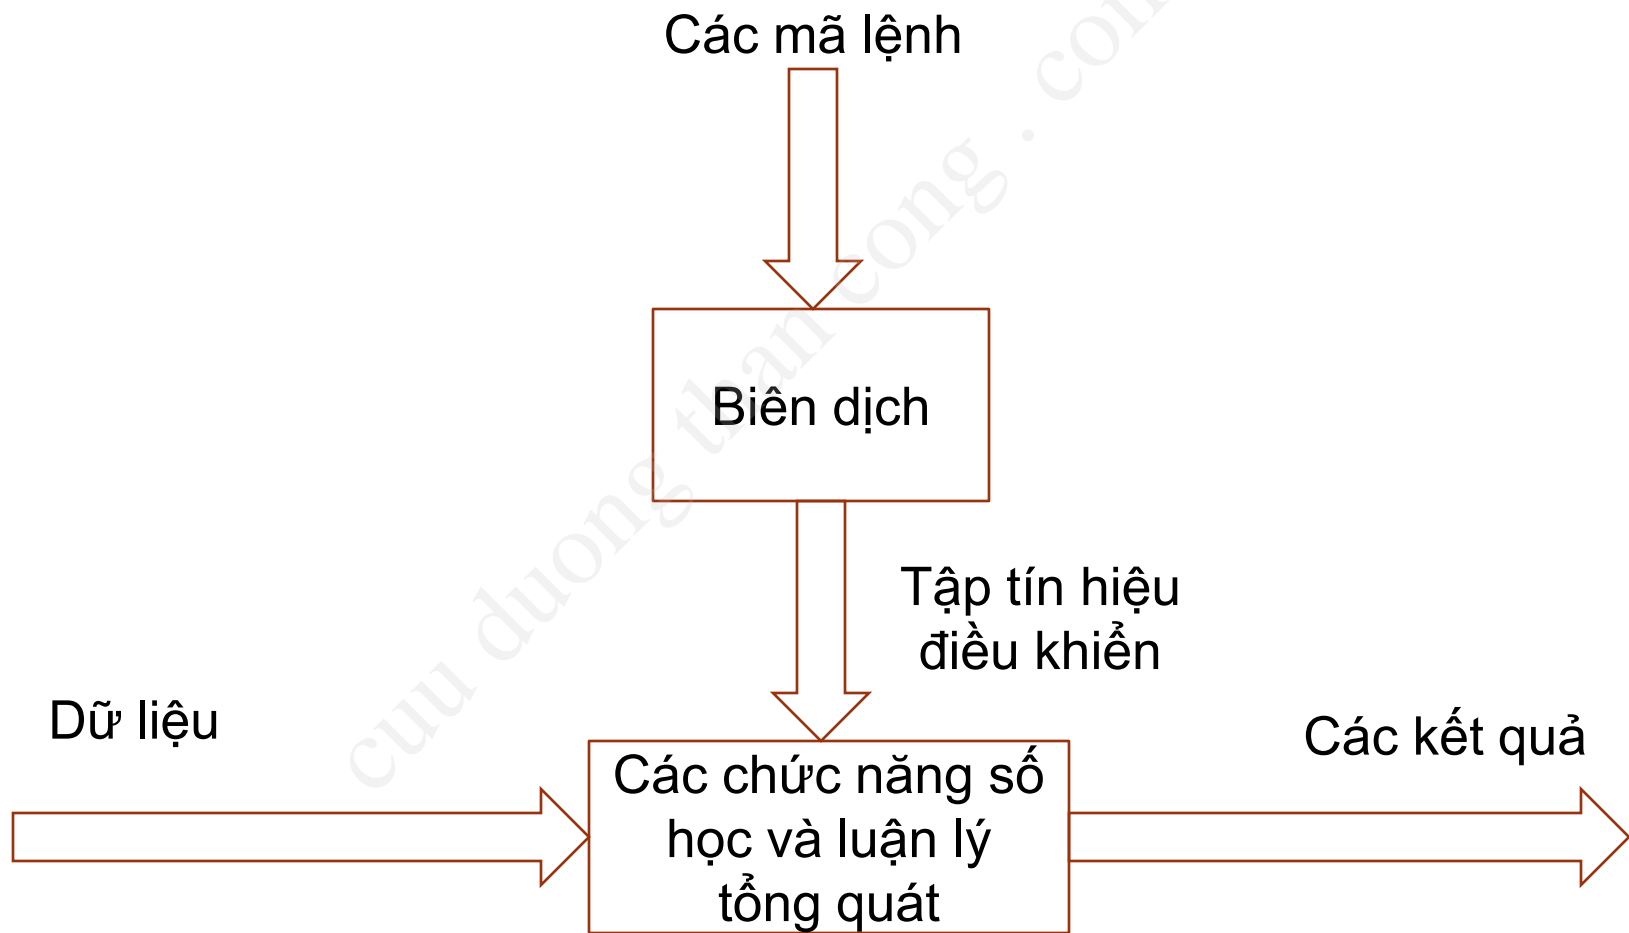 Các mã lệnh
Biên dịch
Tập tín hiệu
điều khiển
Dữ liệu
Các kết quả
Các chức năng số
học và luận lý
tổng quát
cuu duong than cong . com